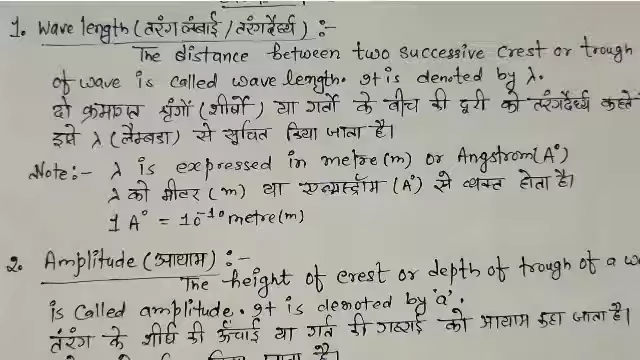 1. Wave length (तरंग लंबाई / तरंगदैर्ध्य) :-
The distance between two successive crest or trough
of wave is called wave length. It is denoted by λ.
दो क्रमागत श्रृंगों (शीर्षों) या गर्तों के बीच की दूरी को तरंगदैर्ध्य कहते
इसे λ (लैम्बडा) से सूचित किया जाता है।
Note:- λ is expressed in metre (m) or Angstrom (A°)
λ को मीटर (m) या एन्गस्ट्रॉम (A°) से व्यक्त होता है।
1 A° = 10⁻¹⁰ metre (m)
2. Amplitude (आयाम) :-
The height of crest or depth of trough of a
is called amplitude. It is denoted by 'a'.
तंरग के शीर्ष की ऊँचाई या गर्त की गहराई को आयाम कहा जाता है।
जाता है।